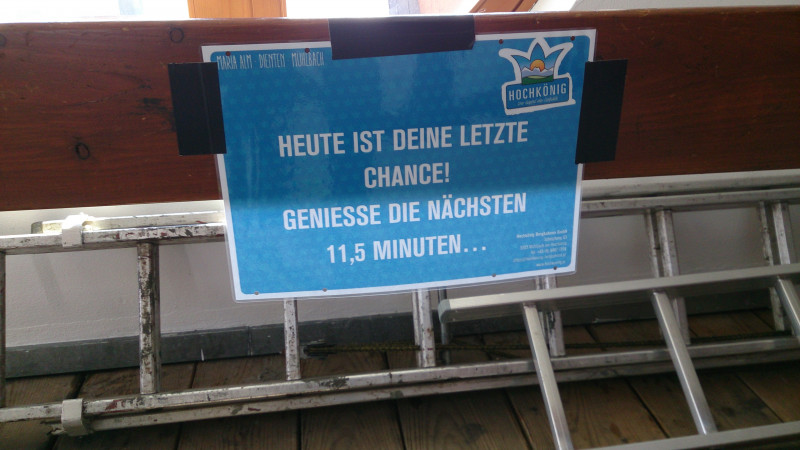 MARIA ALM DIENTEN MÜHLBACH
HOCHKÖNIG
HEUTE IST DEINE LETZTE
CHANCE!
GENIESSE DIE NÄCHSTEN
11,5 MINUTEN...